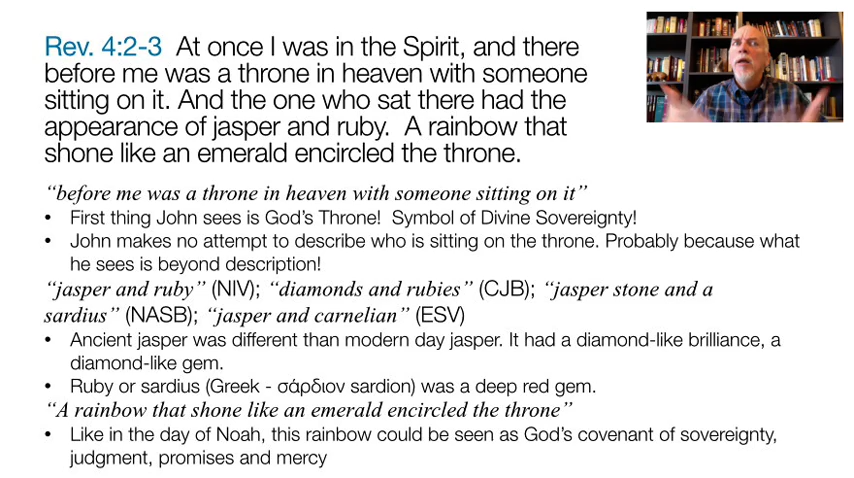 Rev. 4:2-3 At once I was in the Spirit, and there
before me was a throne in heaven with someone
sitting on it. And the one who sat there had the
appearance of jasper and ruby. A rainbow that
shone like an emerald encircled the throne.
“before me was a throne in heaven with someone sitting on it”
• First thing John sees is God’s Throne! Symbol of Divine Sovereignty!
• John makes no attempt to describe who is sitting on the throne. Probably because what
he sees is beyond description!
“jasper and ruby” (NIV); “diamonds and rubies” (CJB); “jasper stone and a
sardius” (NASB); “jasper and carnelian” (ESV)
• Ancient jasper was different than modern day jasper. It had a diamond-like brilliance, a
diamond-like gem.
• Ruby or sardius (Greek - σάρδιον sardion) was a deep red gem.
“A rainbow that shone like an emerald encircled the throne”
• Like in the day of Noah, this rainbow could be seen as God’s covenant of sovereignty,
judgment, promises and mercy